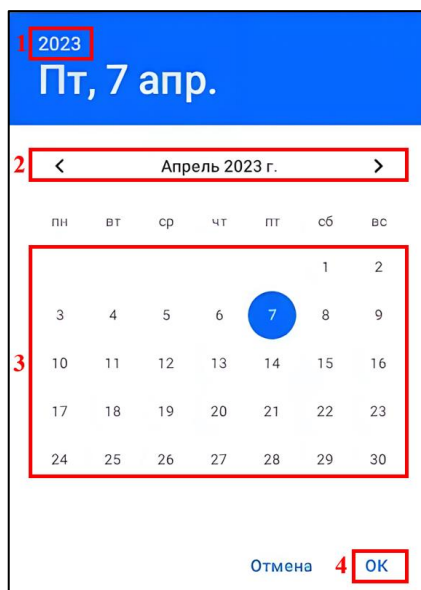 1 2023
Пт, 7 апр.
2 Апрель 2023 г.
пн вт ср чт пт сб вс
1 2
3 4 5 6 7 8 9
3 10 11 12 13 14 15 16
17 18 19 20 21 22 23
24 25 26 27 28 29 30
Отмена 4 ОК